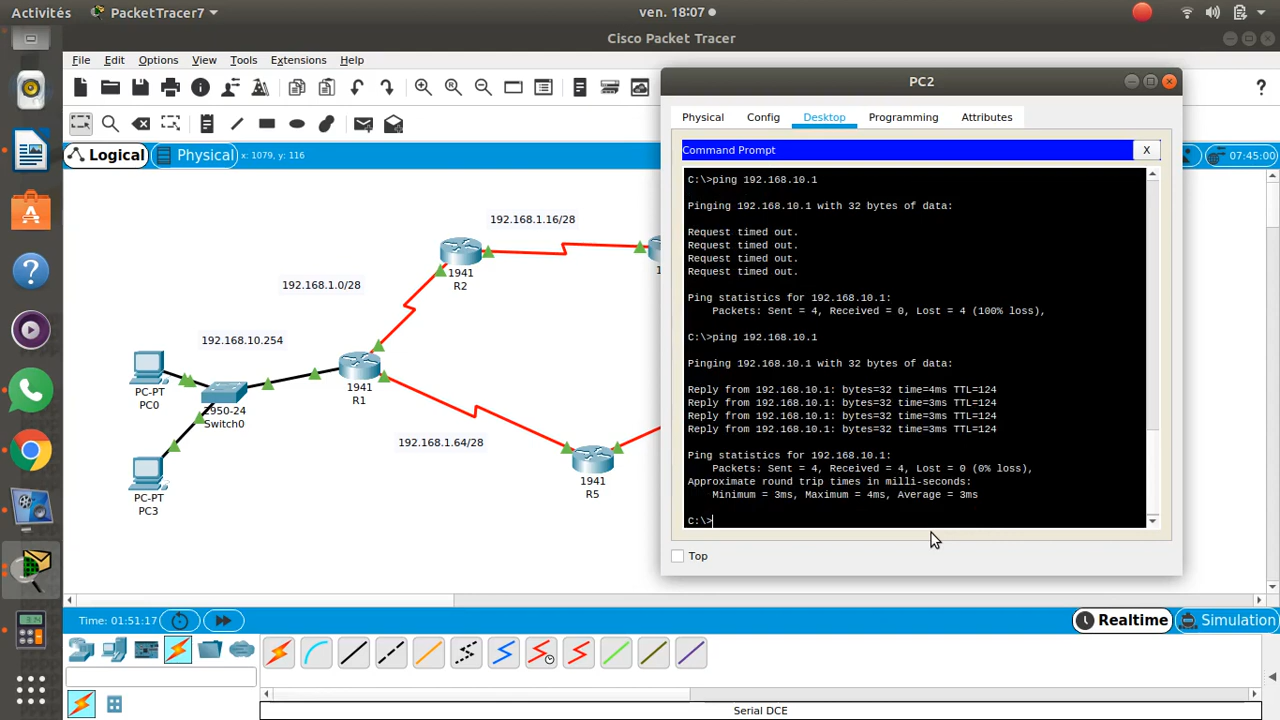 Activités PacketTracer7 ven. 18:07
Cisco Packet Tracer
File Edit View Tools Extensions Help
Logical Physical x: 1079, y: 116 07:45:00
192.168.1.16/28
1941
R2
192.168.1.0/28
192.168.10.254
PC-PT
PC0
2950-24
Switch0
1941
R1
192.168.1.64/28
PC-PT
PC3
1941
R5
PC2
Physical Config Desktop Programming Attributes
Command Prompt X
C:\>ping 192.168.10.1
Pinging 192.168.10.1 with 32 bytes of data:
Request timed out.
Request timed out.
Request timed out.
Request timed out.
Ping statistics for 192.168.10.1:
Packets: Sent = 4, Received = 0, Lost = 4 (100% loss),
C:\>ping 192.168.10.1
Pinging 192.168.10.1 with 32 bytes of data:
Reply from 192.168.10.1: bytes=32 time=4ms TTL=124
Reply from 192.168.10.1: bytes=32 time=3ms TTL=124
Reply from 192.168.10.1: bytes=32 time=3ms TTL=124
Reply from 192.168.10.1: bytes=32 time=3ms TTL=124
Ping statistics for 192.168.10.1:
Packets: Sent = 4, Received = 4, Lost = 0 (0% loss),
Approximate round trip times in milli-seconds:
Minimum = 3ms, Maximum = 4ms, Average = 3ms
C:\>
Top
Time: 01:51:17 Realtime Simulation
Serial DCE